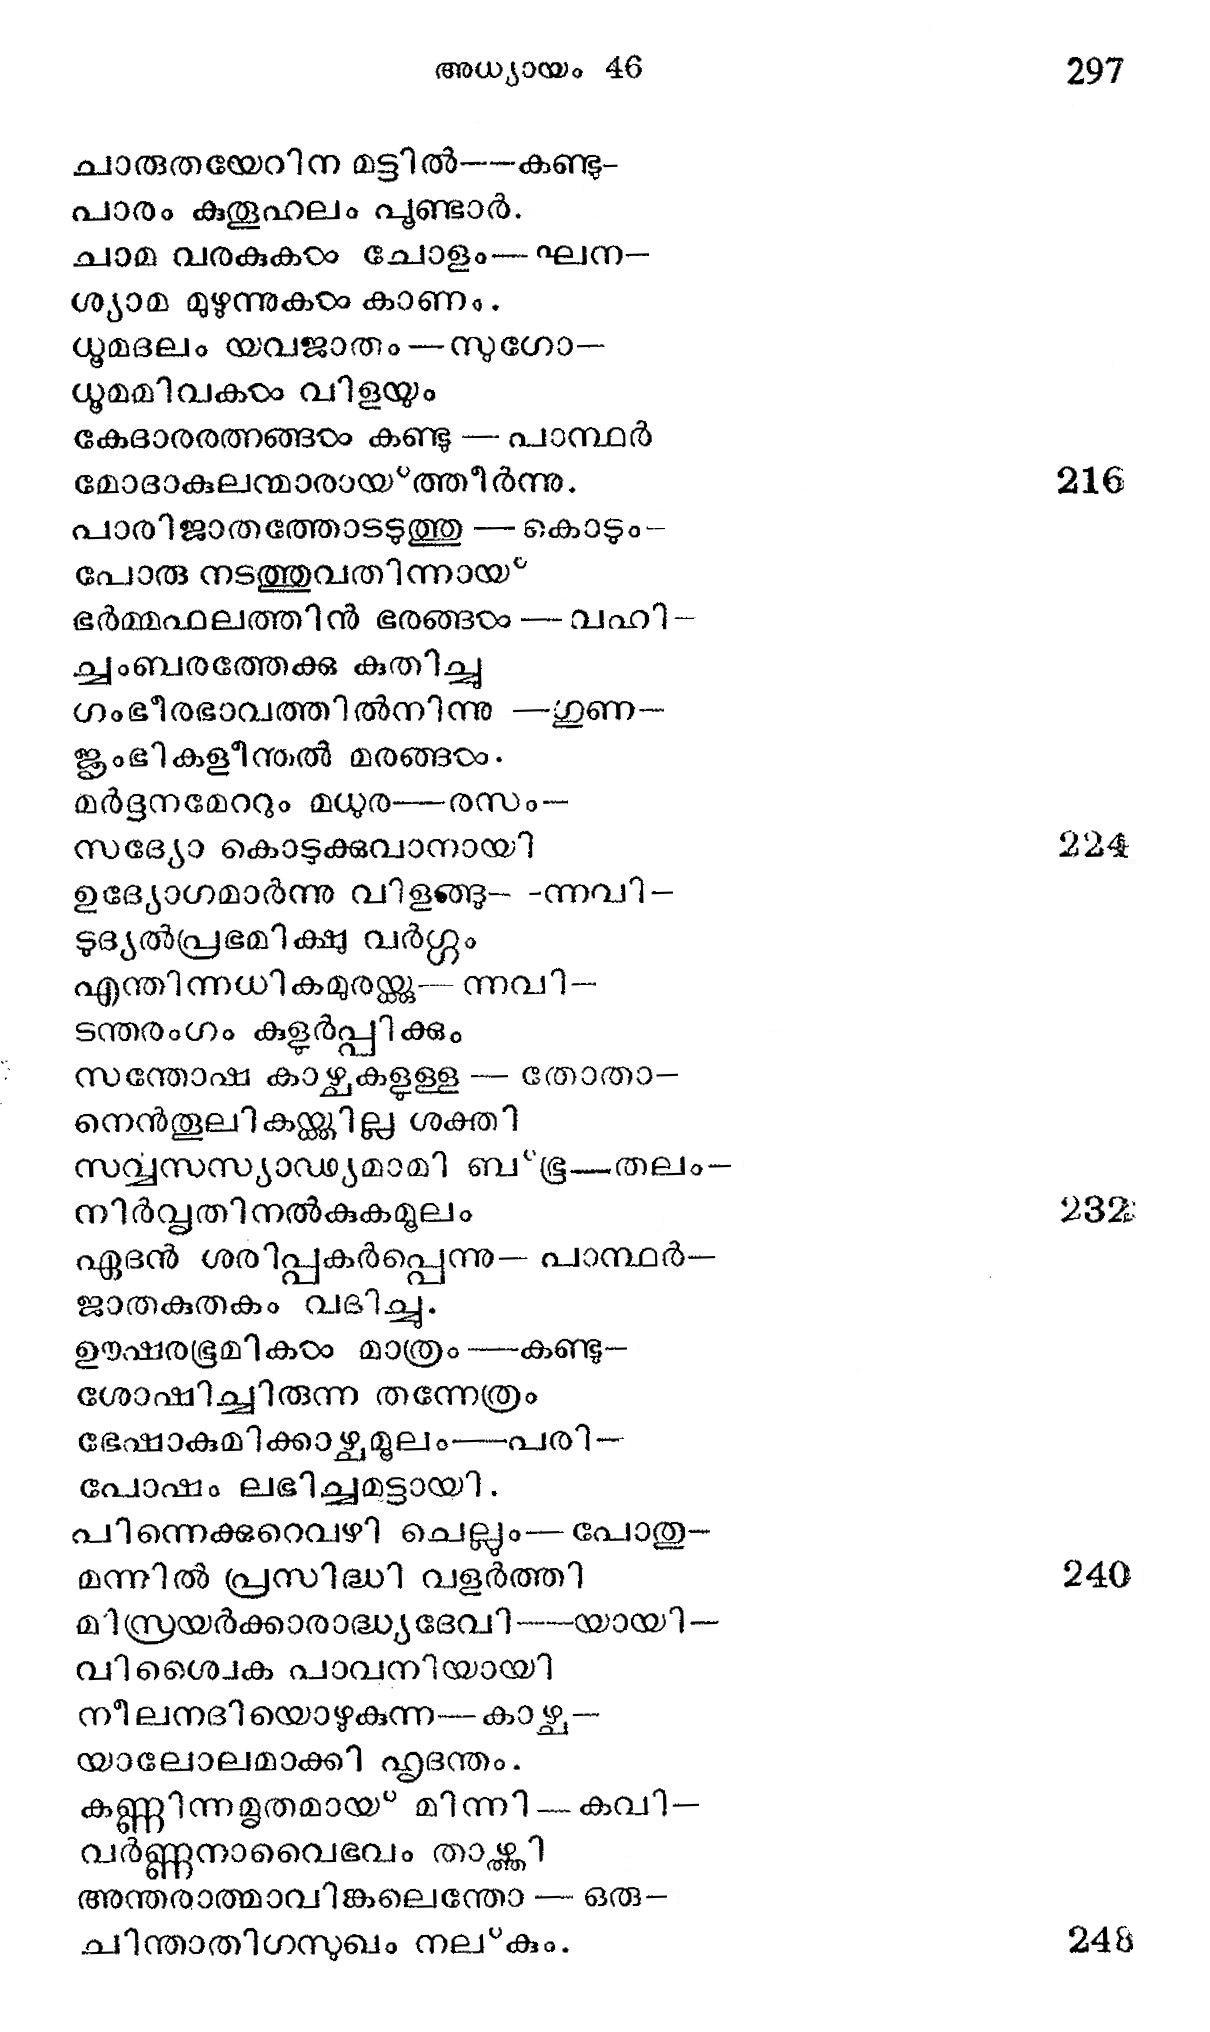 അധ്യായം 46 297
ചാരുതയേറിന മട്ടിൽ——കണ്ടു-
പാരം കുതൂഹലം പൂണ്ടാർ.
ചാമ വരകുകൾ ചോളം—ഘന—
ശ്യാമ മുഴുന്നുകൾ കാണം.
ധൂമദലം യവജാതം—സുഗോ—
ധൂമമിവകൾ വിളയും
കേദാരരത്നങ്ങൾ കണ്ടു — പാന്ഥർ
മോദാകുലന്മാരായ്ത്തീർന്നു. 216
പാരിജാതത്തോടടുത്തു — കൊടും-
പോരു നടത്തുവതിന്നായ്
ഭർമ്മഫലത്തിൻ ഭരങ്ങൾ — വഹി-
ച്ചംബരത്തേക്കു കുതിച്ചു
ഗംഭീരഭാവത്തിൽനിന്നു —ഗുണ—
ജൃംഭികളീന്തൽ മരങ്ങൾ.
മർദ്ദനമേററും മധുര——രസം—
സദ്യോ കൊടുക്കുവാനായി 224
ഉദ്യോഗമാർന്നു വിളങ്ങു- -ന്നവി—
ടുദ്യൽപ്രഭമിക്ഷു വർഗ്ഗം
എന്തിന്നധികമുരയ്ക്കു— ന്നവി—
ടന്തരംഗം കുളുർപ്പിക്കും
സന്തോഷ കാഴ്ചകളുള്ള — തോതാ—
നെൻതൂലികയ്ക്കില്ല ശക്തി
സർവ്വസസ്യാഢ്യമാമി ബ്ഭൂ—തലം—
നിർവൃതിനൽകുകമൂലം 232
ഏദൻ ശരിപ്പകർപ്പെന്നു— പാന്ഥർ—
ജാതകുതകം വദിച്ചു.
ഊഷരഭൂമികൾ മാത്രം——കണ്ടു—
ശോഷിച്ചിരുന്ന തന്നേത്രം
ഭേഷാകുമിക്കാഴ്ചമൂലം——പരി—
പോഷം ലഭിച്ചമട്ടായി.
പിന്നെക്കുറെവഴി ചെല്ലും— പോതു—
മന്നിൽ പ്രസിദ്ധി വളർത്തി 240
മിസ്രയർക്കാരാദ്ധ്യദേവി——യായി—
വിശ്വൈക പാവനിയായി
നീലനദിയൊഴുകുന്ന—കാഴ്ച—
യാലോലമാക്കി ഹൃദന്തം.
കണ്ണിന്നമൃതമായ് മിന്നി — കവി—
വർണ്ണനാവൈഭവം താഴ്ത്തി
അന്തരാത്മാവിങ്കലെന്തോ — ഒരു—
ചിന്താതിഗസുഖം നല്കും. 248